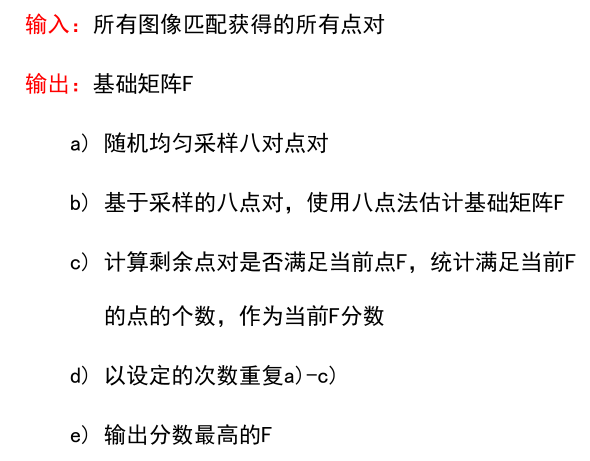 输入：所有图像匹配获得的所有点对
输出：基础矩阵F
a) 随机均匀采样八对点对
b) 基于采样的八点对，使用八点法估计基础矩阵F
c) 计算剩余点对是否满足当前点F，统计满足当前F
的点的个数，作为当前F分数
d) 以设定的次数重复a)-c)
e) 输出分数最高的F